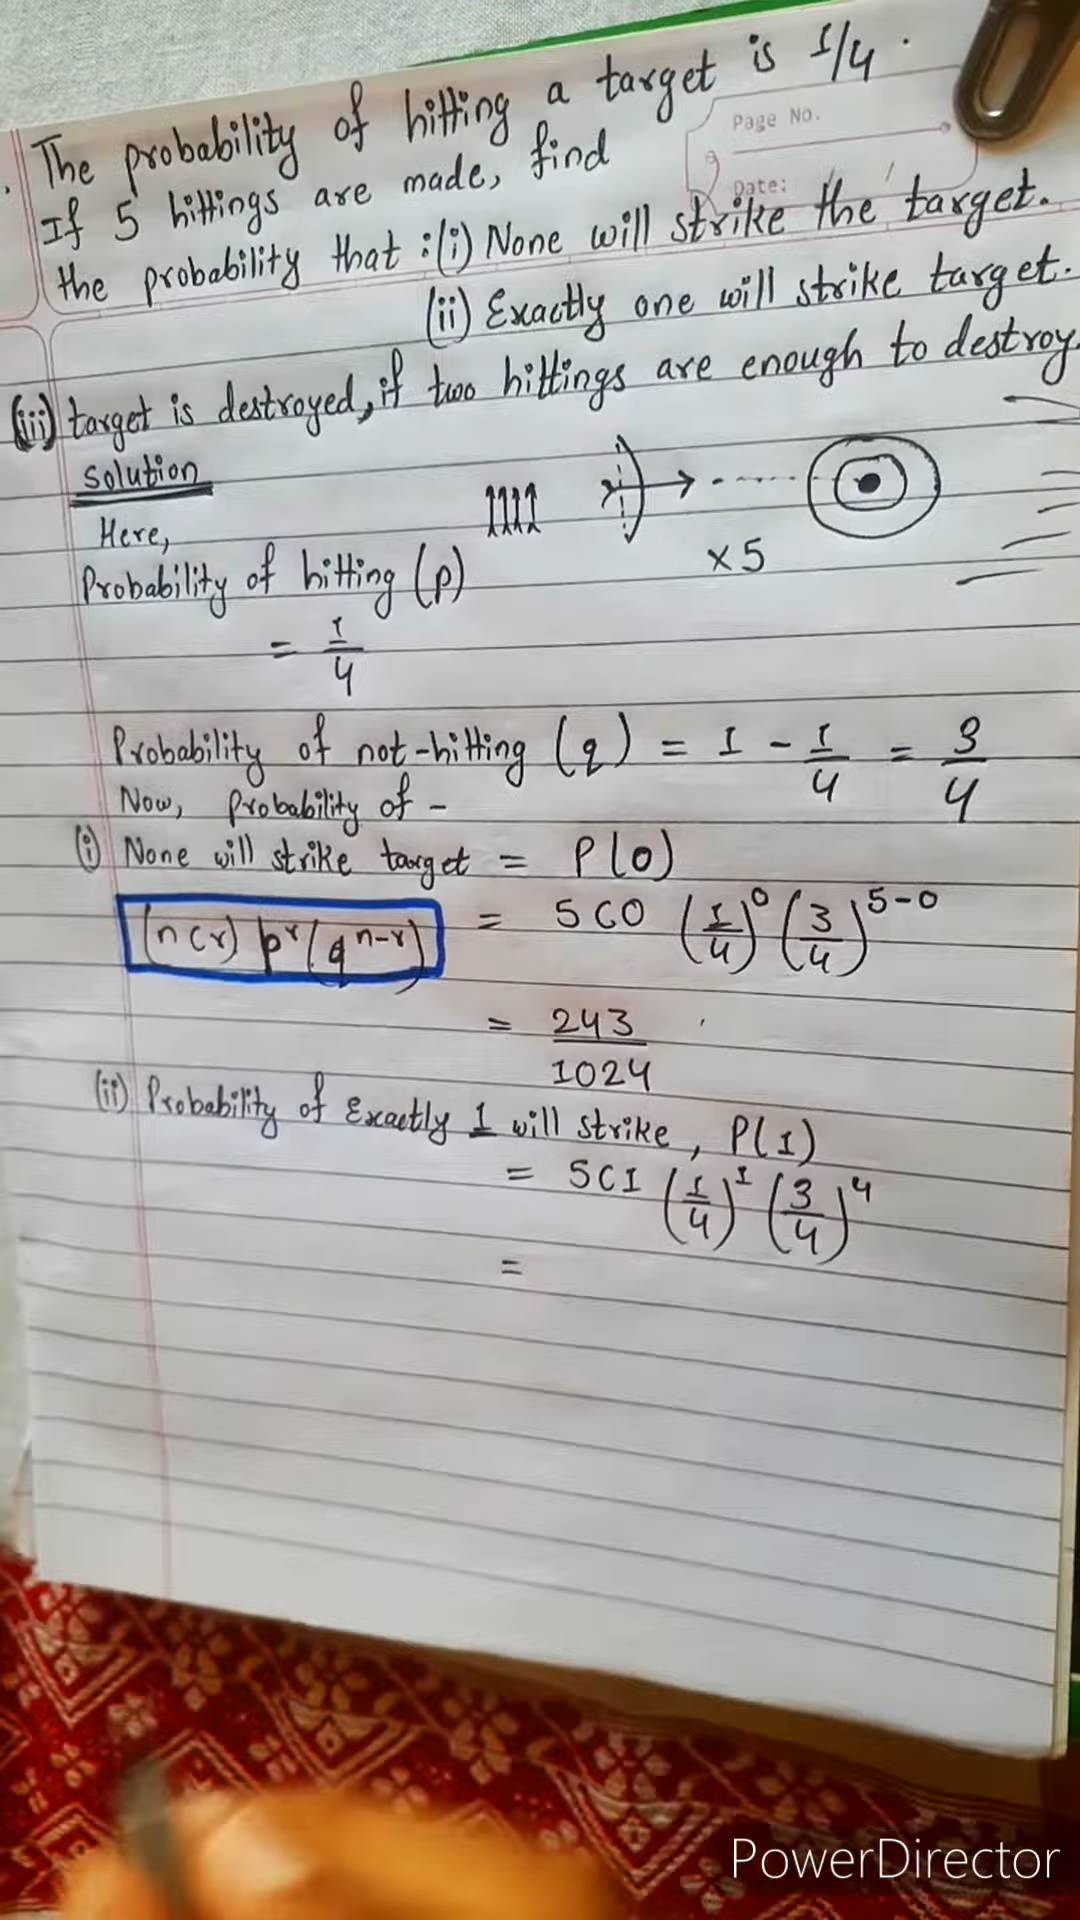 The probability of hitting a target is 1/4.
Page No.
If 5 hittings are made, find
Date:
the probability that :(i) None will strike the target.
(ii) Exactly one will strike target.
(iii) target is destroyed, if two hittings are enough to destroy.
Solution
Here,
Probability of hitting (p)
×5
= 1/4
Probability of not-hitting (q) = 1 - 1/4 = 3/4
Now, Probability of -
(i) None will strike target = P(0)
(nCr) p^r (q^n-r) = 5C0 (1/4)^0 (3/4)^5-0
= 243/1024
(ii) Probability of Exactly 1 will strike, P(1)
= 5C1 (1/4)^1 (3/4)^4
=
PowerDirector